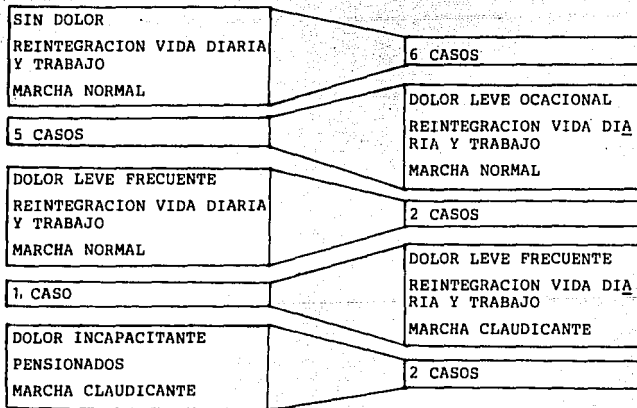 SIN DOLOR
REINTEGRACION VIDA DIARIA
Y TRABAJO
MARCHA NORMAL
6 CASOS
5 CASOS
DOLOR LEVE OCACIONAL
REINTEGRACION VIDA DIA
RIA Y TRABAJO
MARCHA NORMAL
DOLOR LEVE FRECUENTE
REINTEGRACION VIDA DIARIA
Y TRABAJO
MARCHA NORMAL
2 CASOS
1. CASO
DOLOR LEVE FRECUENTE
REINTEGRACION VIDA DIA
RIA Y TRABAJO
MARCHA CLAUDICANTE
DOLOR INCAPACITANTE
PENSIONADOS
MARCHA CLAUDICANTE
2 CASOS